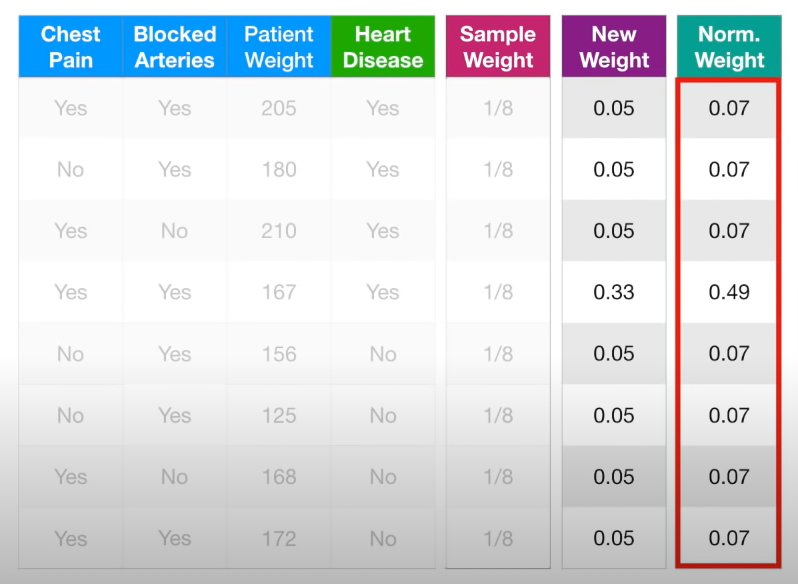 Chest Pain Blocked Arteries Patient Weight Heart Disease Sample Weight New Weight Norm. Weight
Yes Yes 205 Yes 1/8 0.05 0.07
No Yes 180 Yes 1/8 0.05 0.07
Yes No 210 Yes 1/8 0.05 0.07
Yes Yes 167 Yes 1/8 0.33 0.49
No Yes 156 No 1/8 0.05 0.07
No Yes 125 No 1/8 0.05 0.07
Yes No 168 No 1/8 0.05 0.07
Yes Yes 172 No 1/8 0.05 0.07